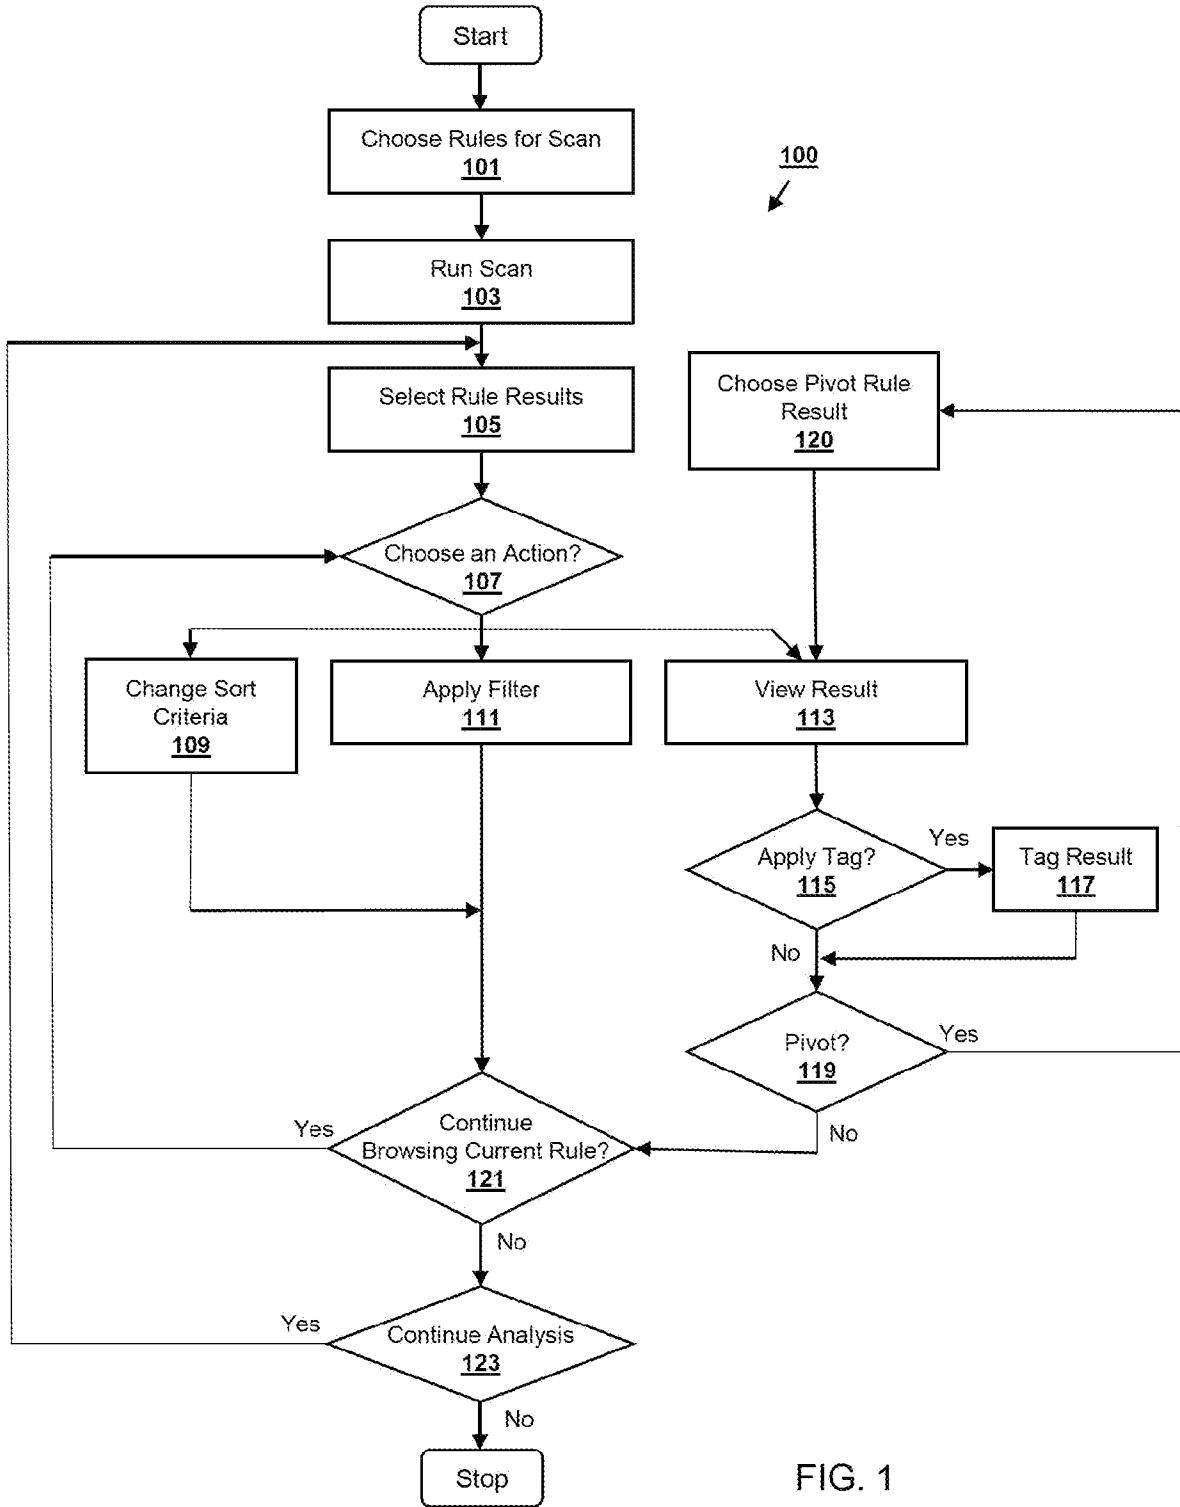 Start
Choose Rules for Scan
101
100
Run Scan
103
Select Rule Results
105
Choose Pivot Rule
Result
120
Choose an Action?
107
Change Sort
Criteria
109
Apply Filter
111
View Result
113
Apply Tag?
115
Yes
Tag Result
117
No
Pivot?
119
Yes
No
Continue
Browsing Current Rule?
121
Yes
No
Continue Analysis
123
Yes
No
Stop
FIG. 1